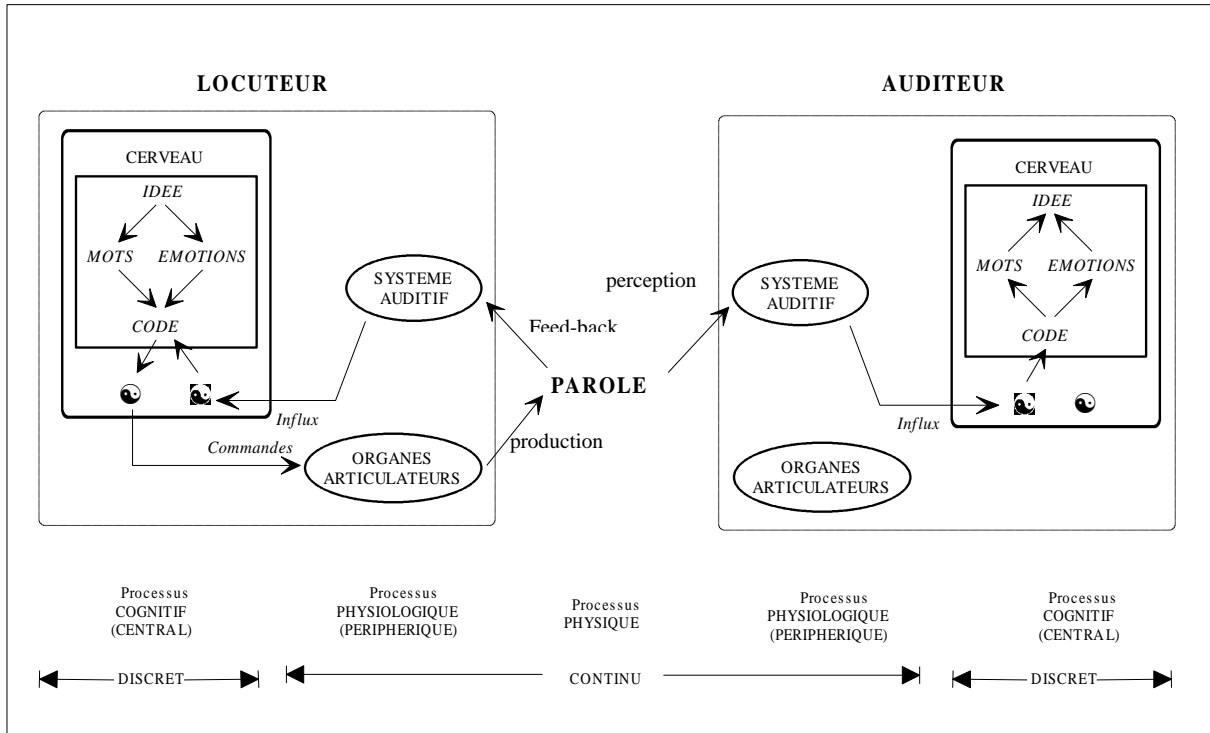 LOCUTEUR
CERVEAU
IDEE
MOTS EMOTIONS
CODE
SYSTEME
AUDITIF
Influx
Commandes
ORGANES
ARTICULATEURS
Feed-back
PAROLE
production
perception
AUDITEUR
SYSTEME
AUDITIF
Influx
ORGANES
ARTICULATEURS
CERVEAU
IDEE
MOTS EMOTIONS
CODE
Processus
COGNITIF
(CENTRAL)
Processus
PHYSIOLOGIQUE
(PERIPHERIQUE)
Processus
PHYSIQUE
Processus
PHYSIOLOGIQUE
(PERIPHERIQUE)
Processus
COGNITIF
(CENTRAL)
DISCRET
CONTINU
DISCRET